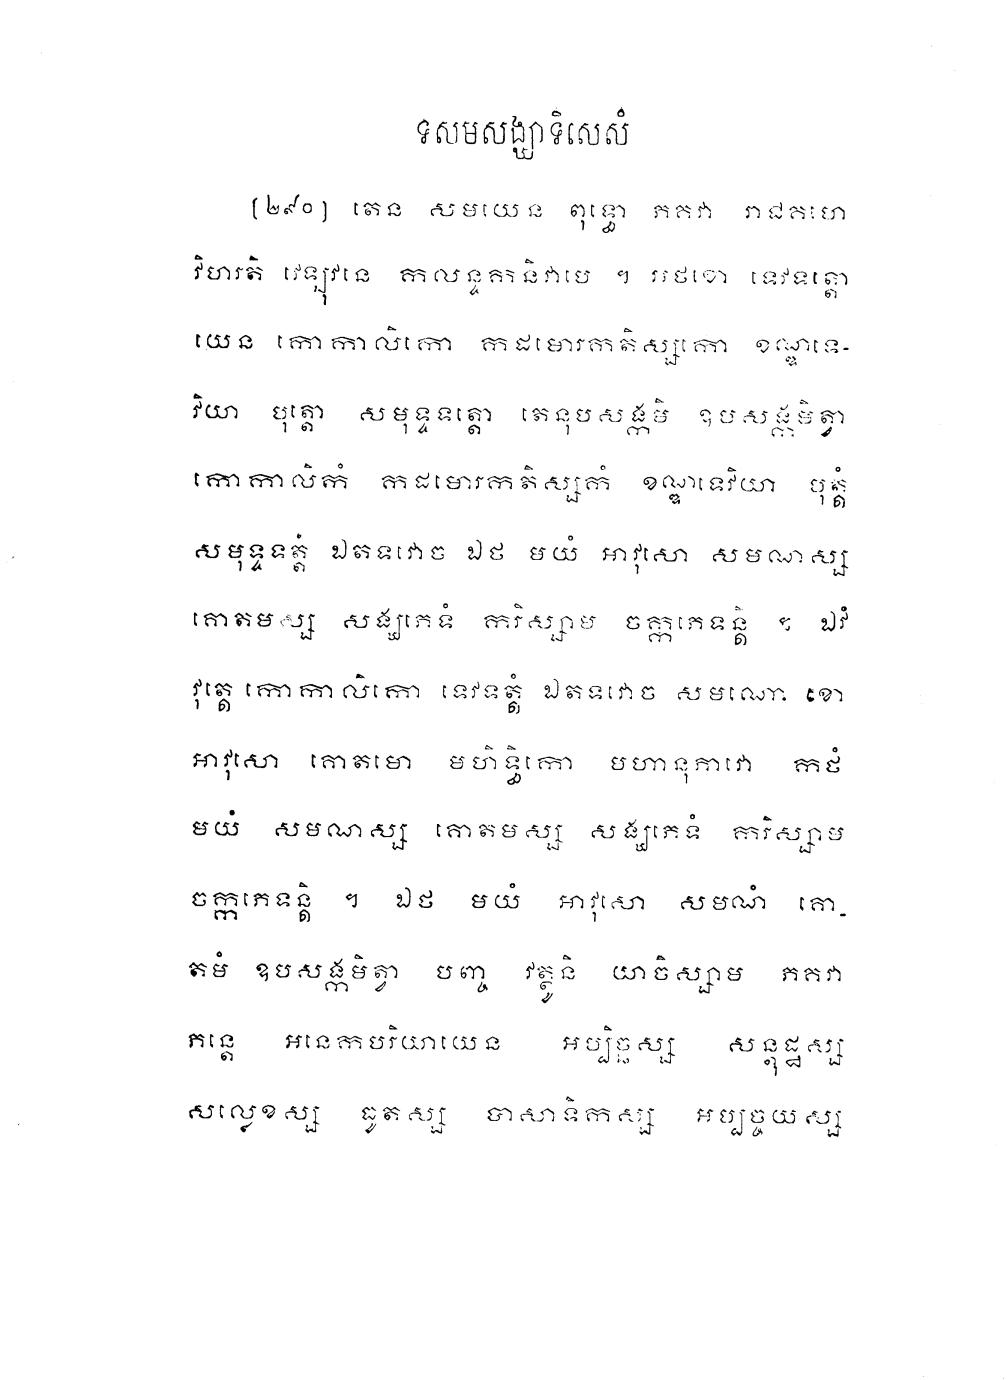 ទសមសង្ឃាទិសេសំ
[២៩០] តេន សមយេន ពុទ្ធោ ភគវា រាជគហេ
វិហរតិ វេឡុវនេ កលន្ទកនិវាបេ ។ អថខោ ទេវទត្តោ
យេន កោកាលិកោ កដមោរកតិស្សកោ ខណ្ឌទេ-
វិយា បុត្តោ សមុទ្ទទត្តោ តេនុបសង្កមិ ឧបសង្កមិត្វា
កោកាលិកំ កដមោរកតិស្សកំ ខណ្ឌទេវិយា បុត្តំ
សមុទ្ទទត្តំ ឯតទវោច ឯថ មយំ អាវុសោ សមណស្ស
គោតមស្ស សង្ឃភេទំ ការិស្សាម ចក្កភេទន្តិ ។ ឯវំ
វុត្តេ កោកាលិកោ ទេវទត្តំ ឯតទវោច សមណោ ខោ
អាវុសោ គោតមោ មហិទ្ធិកោ មហានុភាវោ កថំ
មយំ សមណស្ស គោតមស្ស សង្ឃភេទំ ការិស្សាម
ចក្កភេទន្តិ ។ ឯថ មយំ អាវុសោ សមណំ គោ-
តមំ ឧបសង្កមិត្វា បញ្ច វត្ថូនិ យាចិស្សាម ភគវា
ភន្តេ អនេកបរិយាយេន អប្បិច្ឆស្ស សន្តុដ្ឋស្ស
សល្លេខស្ស ធូតស្ស បាសាទិកស្ស អប្បច្ចយស្ស